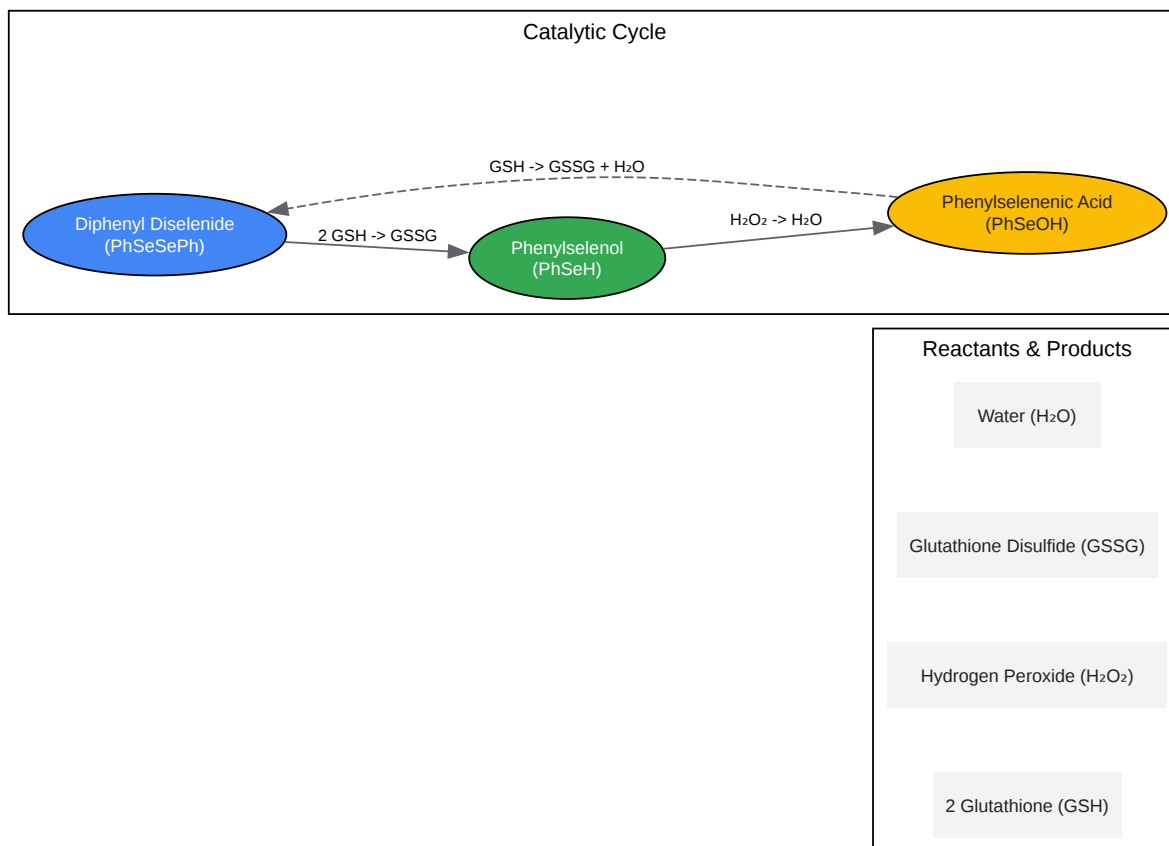 Catalytic Cycle
GSH -> GSSG + H₂O
Diphenyl Diselenide
(PhSeSePh)
2 GSH -> GSSG
Phenylselenol
(PhSeH)
H₂O₂ -> H₂O
Phenylselenenic Acid
(PhSeOH)
Reactants & Products
Water (H₂O)
Glutathione Disulfide (GSSG)
Hydrogen Peroxide (H₂O₂)
2 Glutathione (GSH)